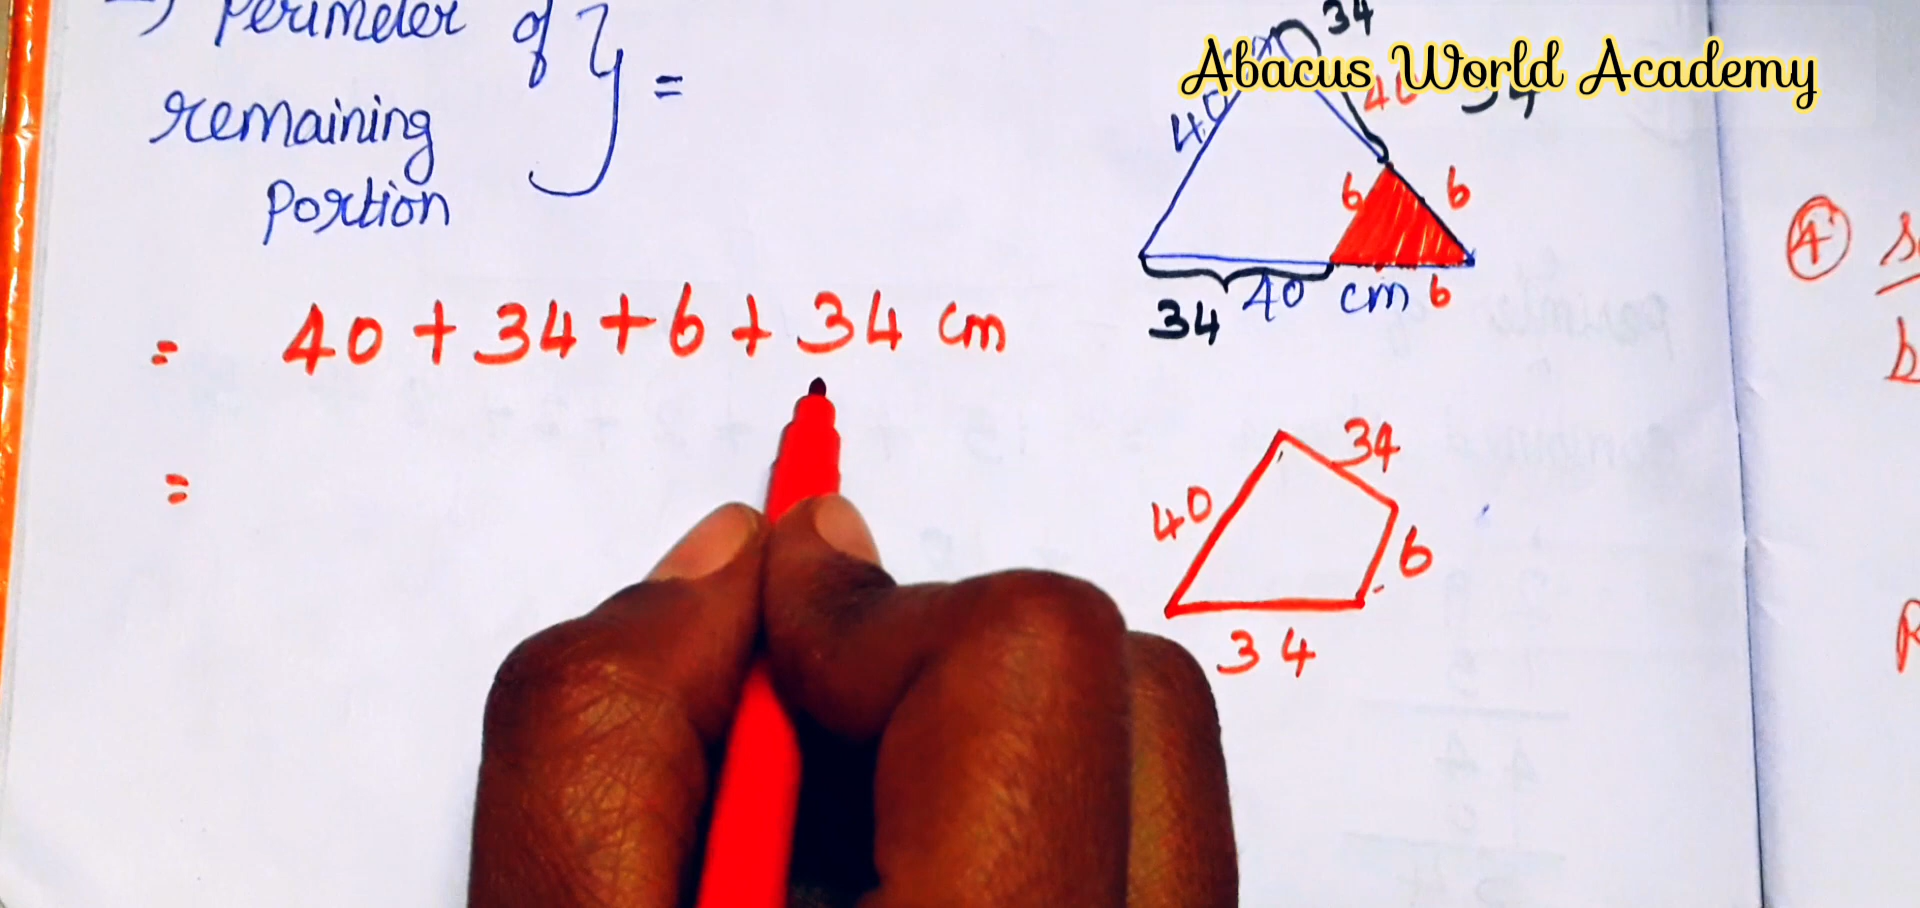 Perimeter of
remaining =
Portion
= 40 + 34 + 6 + 34 cm
=
Abacus World Academy
34
40
34
6 6
40 cm 6
34
34
40
6
34
4